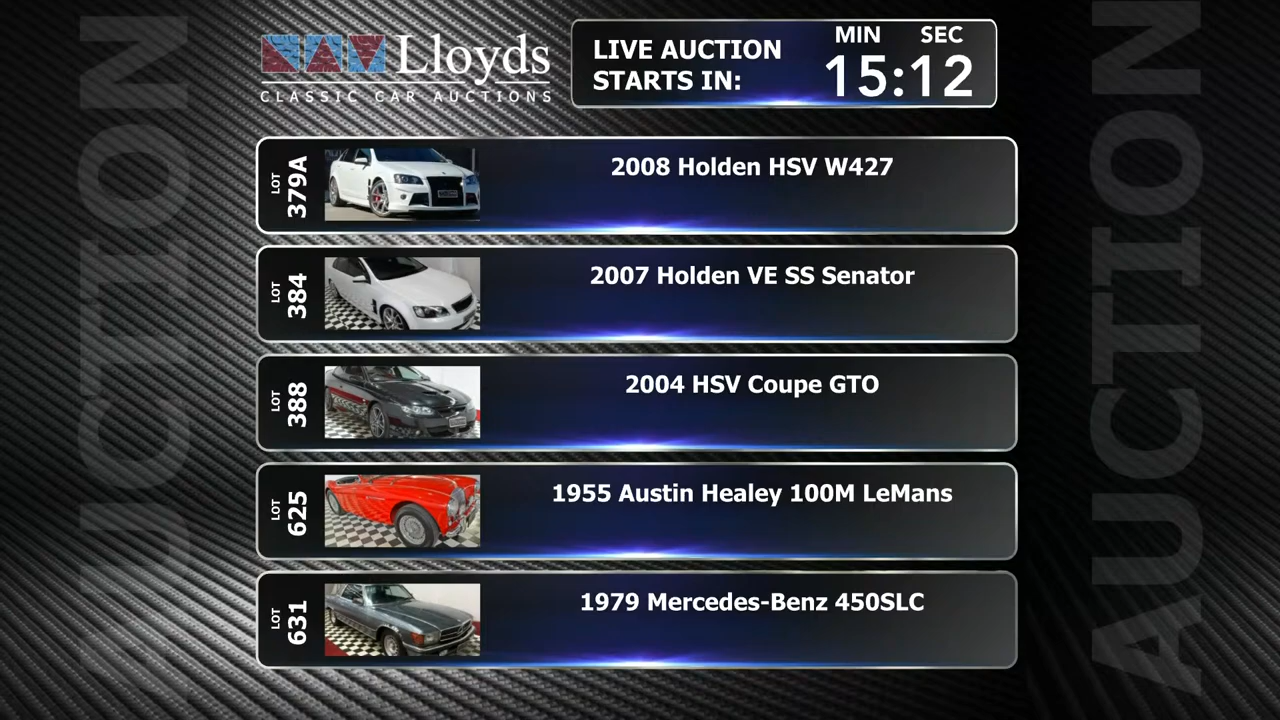 Lloyds
CLASSIC CAR AUCTIONS
LIVE AUCTION
STARTS IN:
MIN SEC
15:12
LOT
379A
2008 Holden HSV W427
LOT
384
2007 Holden VE SS Senator
LOT
388
2004 HSV Coupe GTO
LOT
625
1955 Austin Healey 100M LeMans
LOT
631
1979 Mercedes-Benz 450SLC
AUCTION
AUCTION